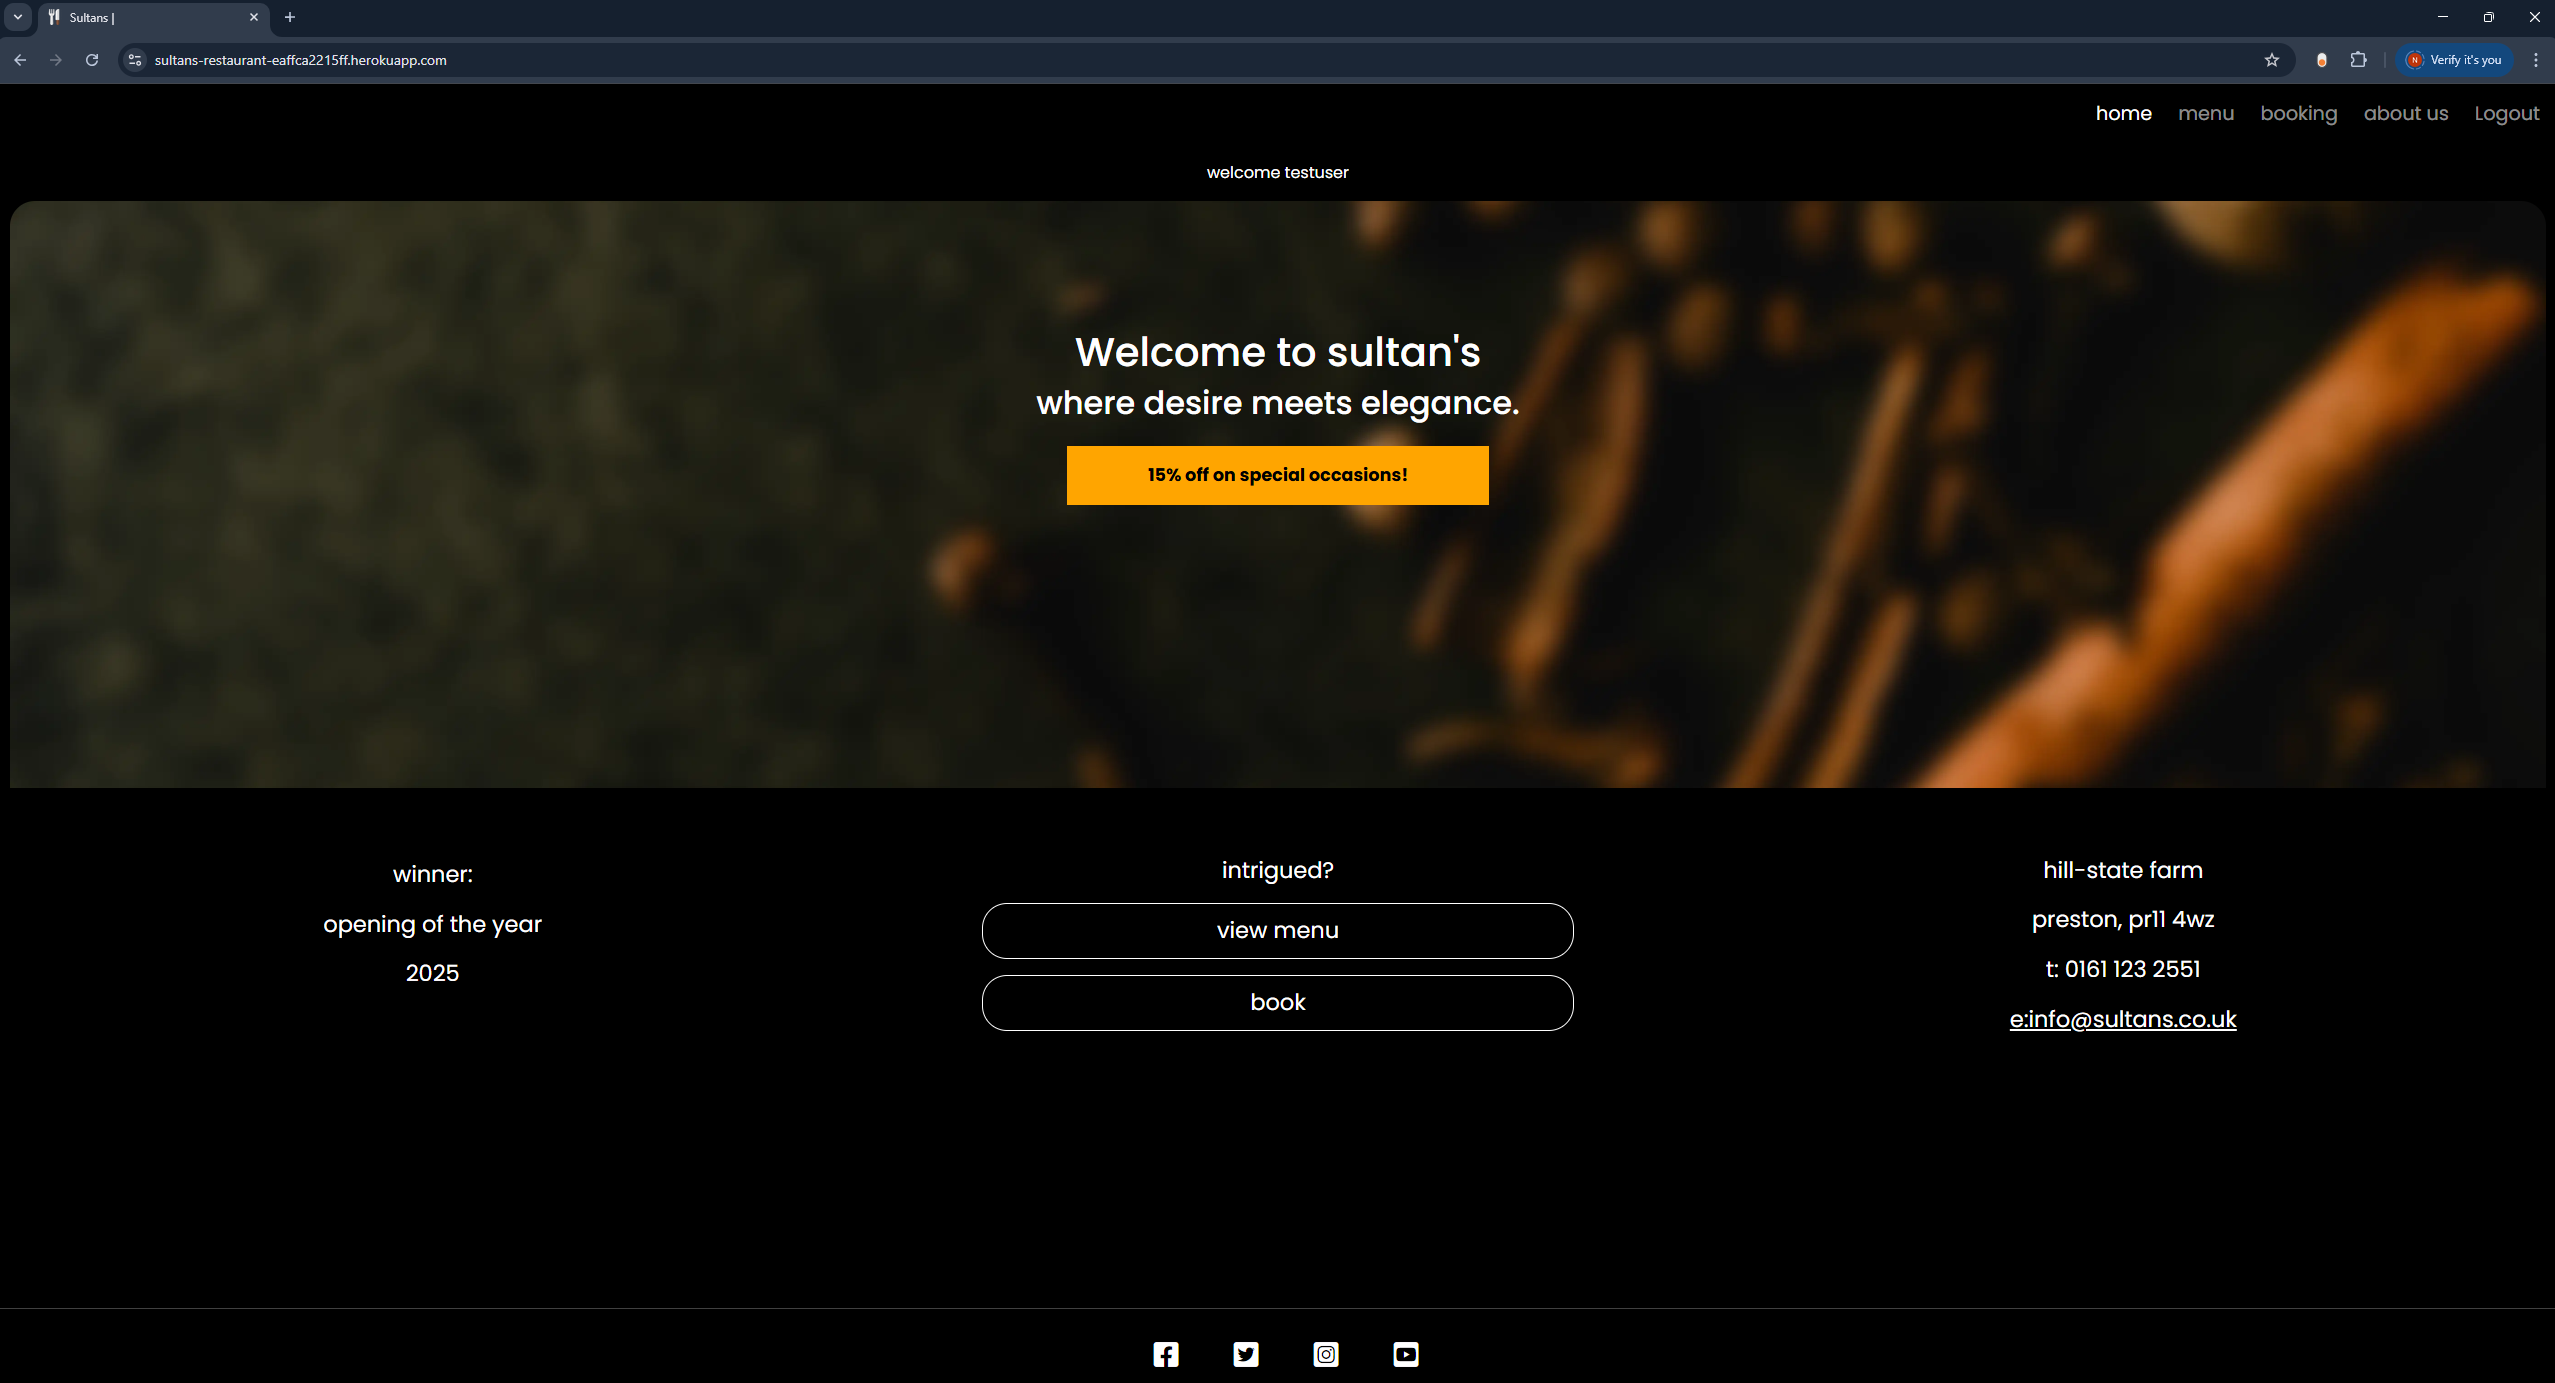 Sultans |
sultans-restaurant-eaffca2215ff.herokuapp.com
N Verify it's you
home menu booking about us Logout
welcome testuser
Welcome to sultan's
where desire meets elegance.
15% off on special occasions!
winner:
opening of the year
2025
intrigued?
view menu
book
hill-state farm
preston, pr11 4wz
t: 0161 123 2551
e:info@sultans.co.uk